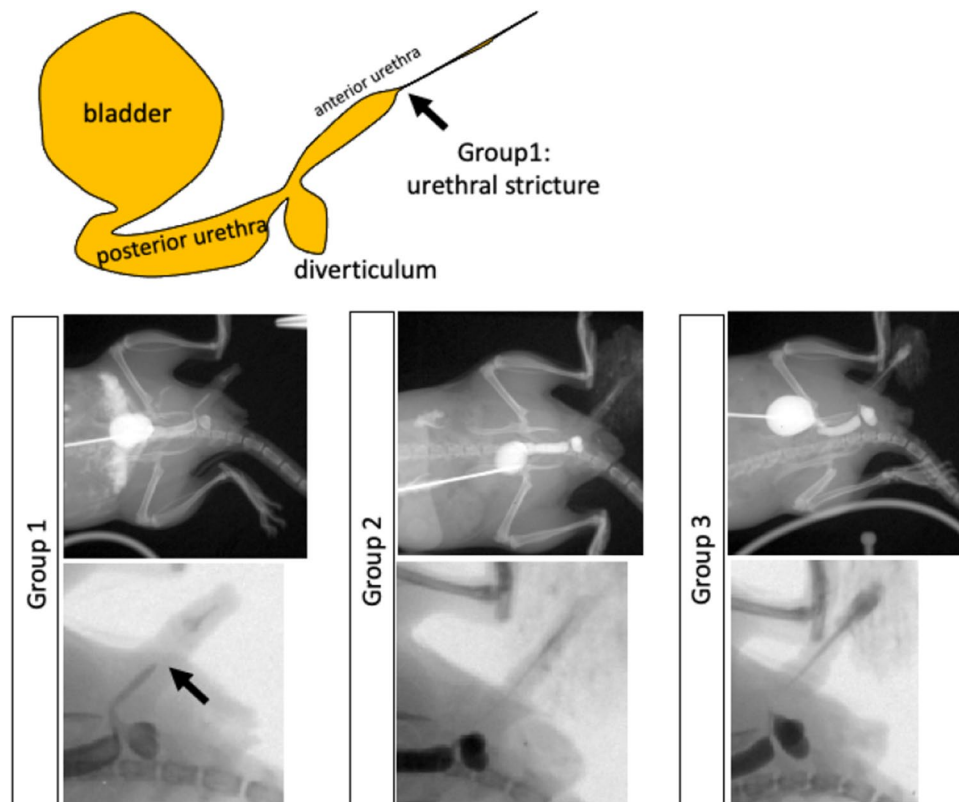 anterior urethra
bladder
Group1:
urethral stricture
posterior urethra
diverticulum
Group 1
Group 2
Group 3